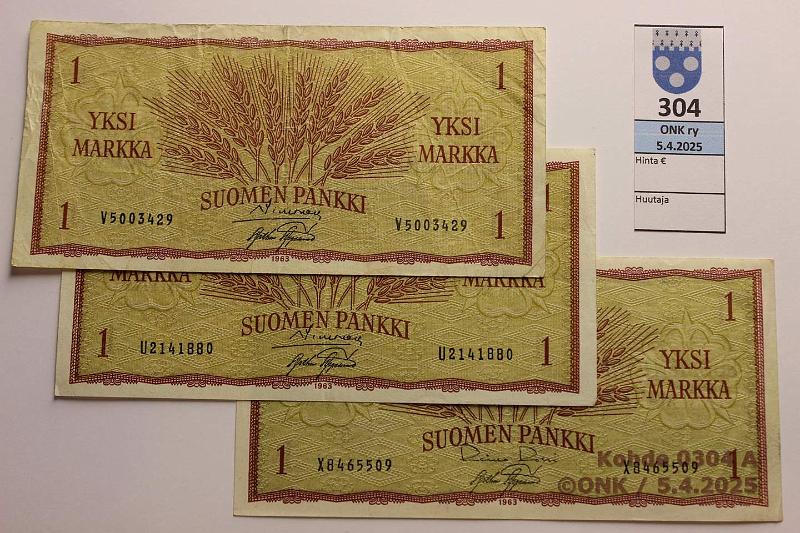 1 1
YKSI YKSI
MARKKA MARKKA
SUOMEN PANKKI
1 V5003429 V5003429 1
1963
304
ONK ry
5.4.2025
Hinta €
Huutaja
1
MARKKA MARKKA
SUOMEN PANKKI
1 U2141880 U2141880 1
1963
1
YKSI
MARKKA
SUOMEN PANKKI
1 X8465509 X8465509
1963
Kohde 0304 A
©ONK / 5.4.2025